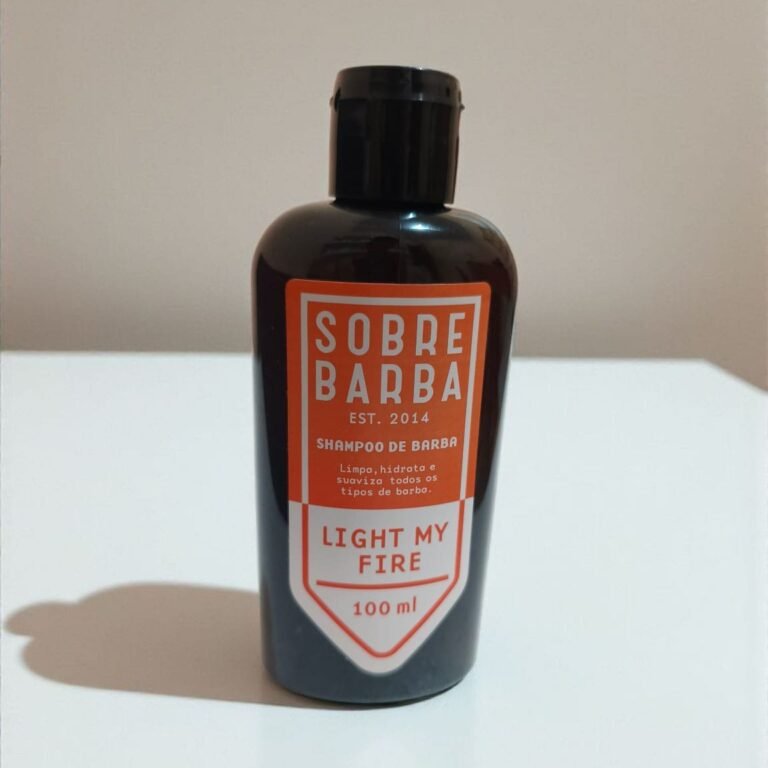 SOBRE
BARBA
EST. 2014
SHAMPOO DE BARBA
Limpa, hidrata e
suaviza todos os
tipos de barba.
LIGHT MY
FIRE
100 ml